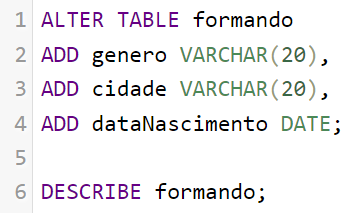 1 ALTER TABLE formando
2 ADD genero VARCHAR(20),
3 ADD cidade VARCHAR(20),
4 ADD dataNascimento DATE;
5
6 DESCRIBE formando;